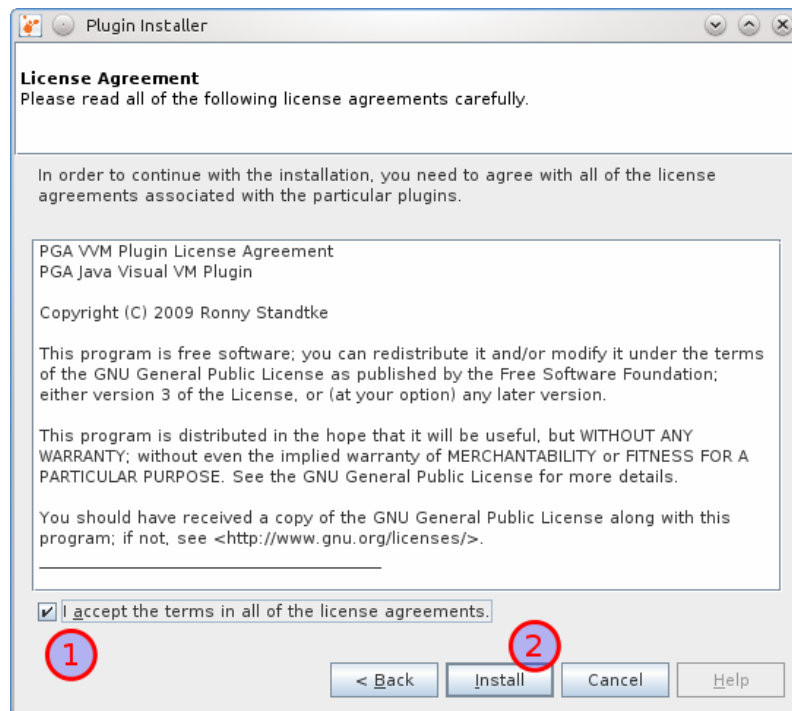 Plugin Installer
License Agreement
Please read all of the following license agreements carefully.
In order to continue with the installation, you need to agree with all of the license
agreements associated with the particular plugins.
PGA VVM Plugin License Agreement
PGA Java Visual VM Plugin
Copyright (C) 2009 Ronny Standtke
This program is free software; you can redistribute it and/or modify it under the terms
of the GNU General Public License as published by the Free Software Foundation;
either version 3 of the License, or (at your option) any later version.
This program is distributed in the hope that it will be useful, but WITHOUT ANY
WARRANTY; without even the implied warranty of MERCHANTABILITY or FITNESS FOR A
PARTICULAR PURPOSE. See the GNU General Public License for more details.
You should have received a copy of the GNU General Public License along with this
program; if not, see <http://www.gnu.org/licenses/>.
I accept the terms in all of the license agreements.
1
2
< Back Install Cancel Help